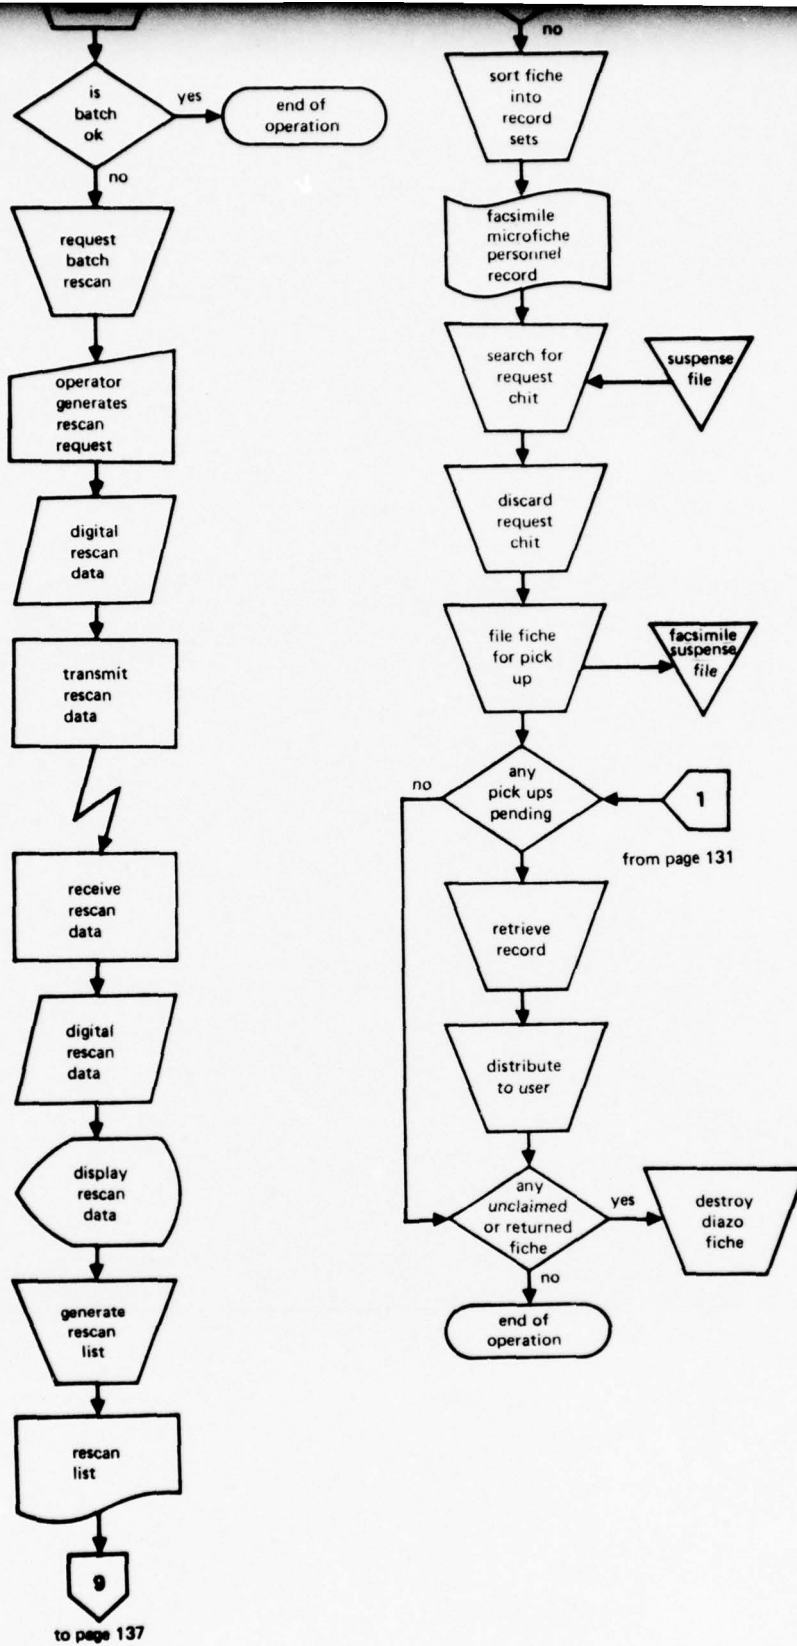 is
batch
ok
yes
end of
operation
no
request
batch
rescan
operator
generates
rescan
request
digital
rescan
data
transmit
rescan
data
receive
rescan
data
digital
rescan
data
display
rescan
data
generate
rescan
list
rescan
list
9
to page 137
no
sort fiche
into
record
sets
facsimile
microfiche
personnel
record
search for
request
chit
suspense
file
discard
request
chit
file fiche
for pick
up
facsimile
suspense
file
no
any
pick ups
pending
1
from page 131
retrieve
record
distribute
to user
any
unclaimed
or returned
fiche
yes
destroy
diazo
fiche
no
end of
operation